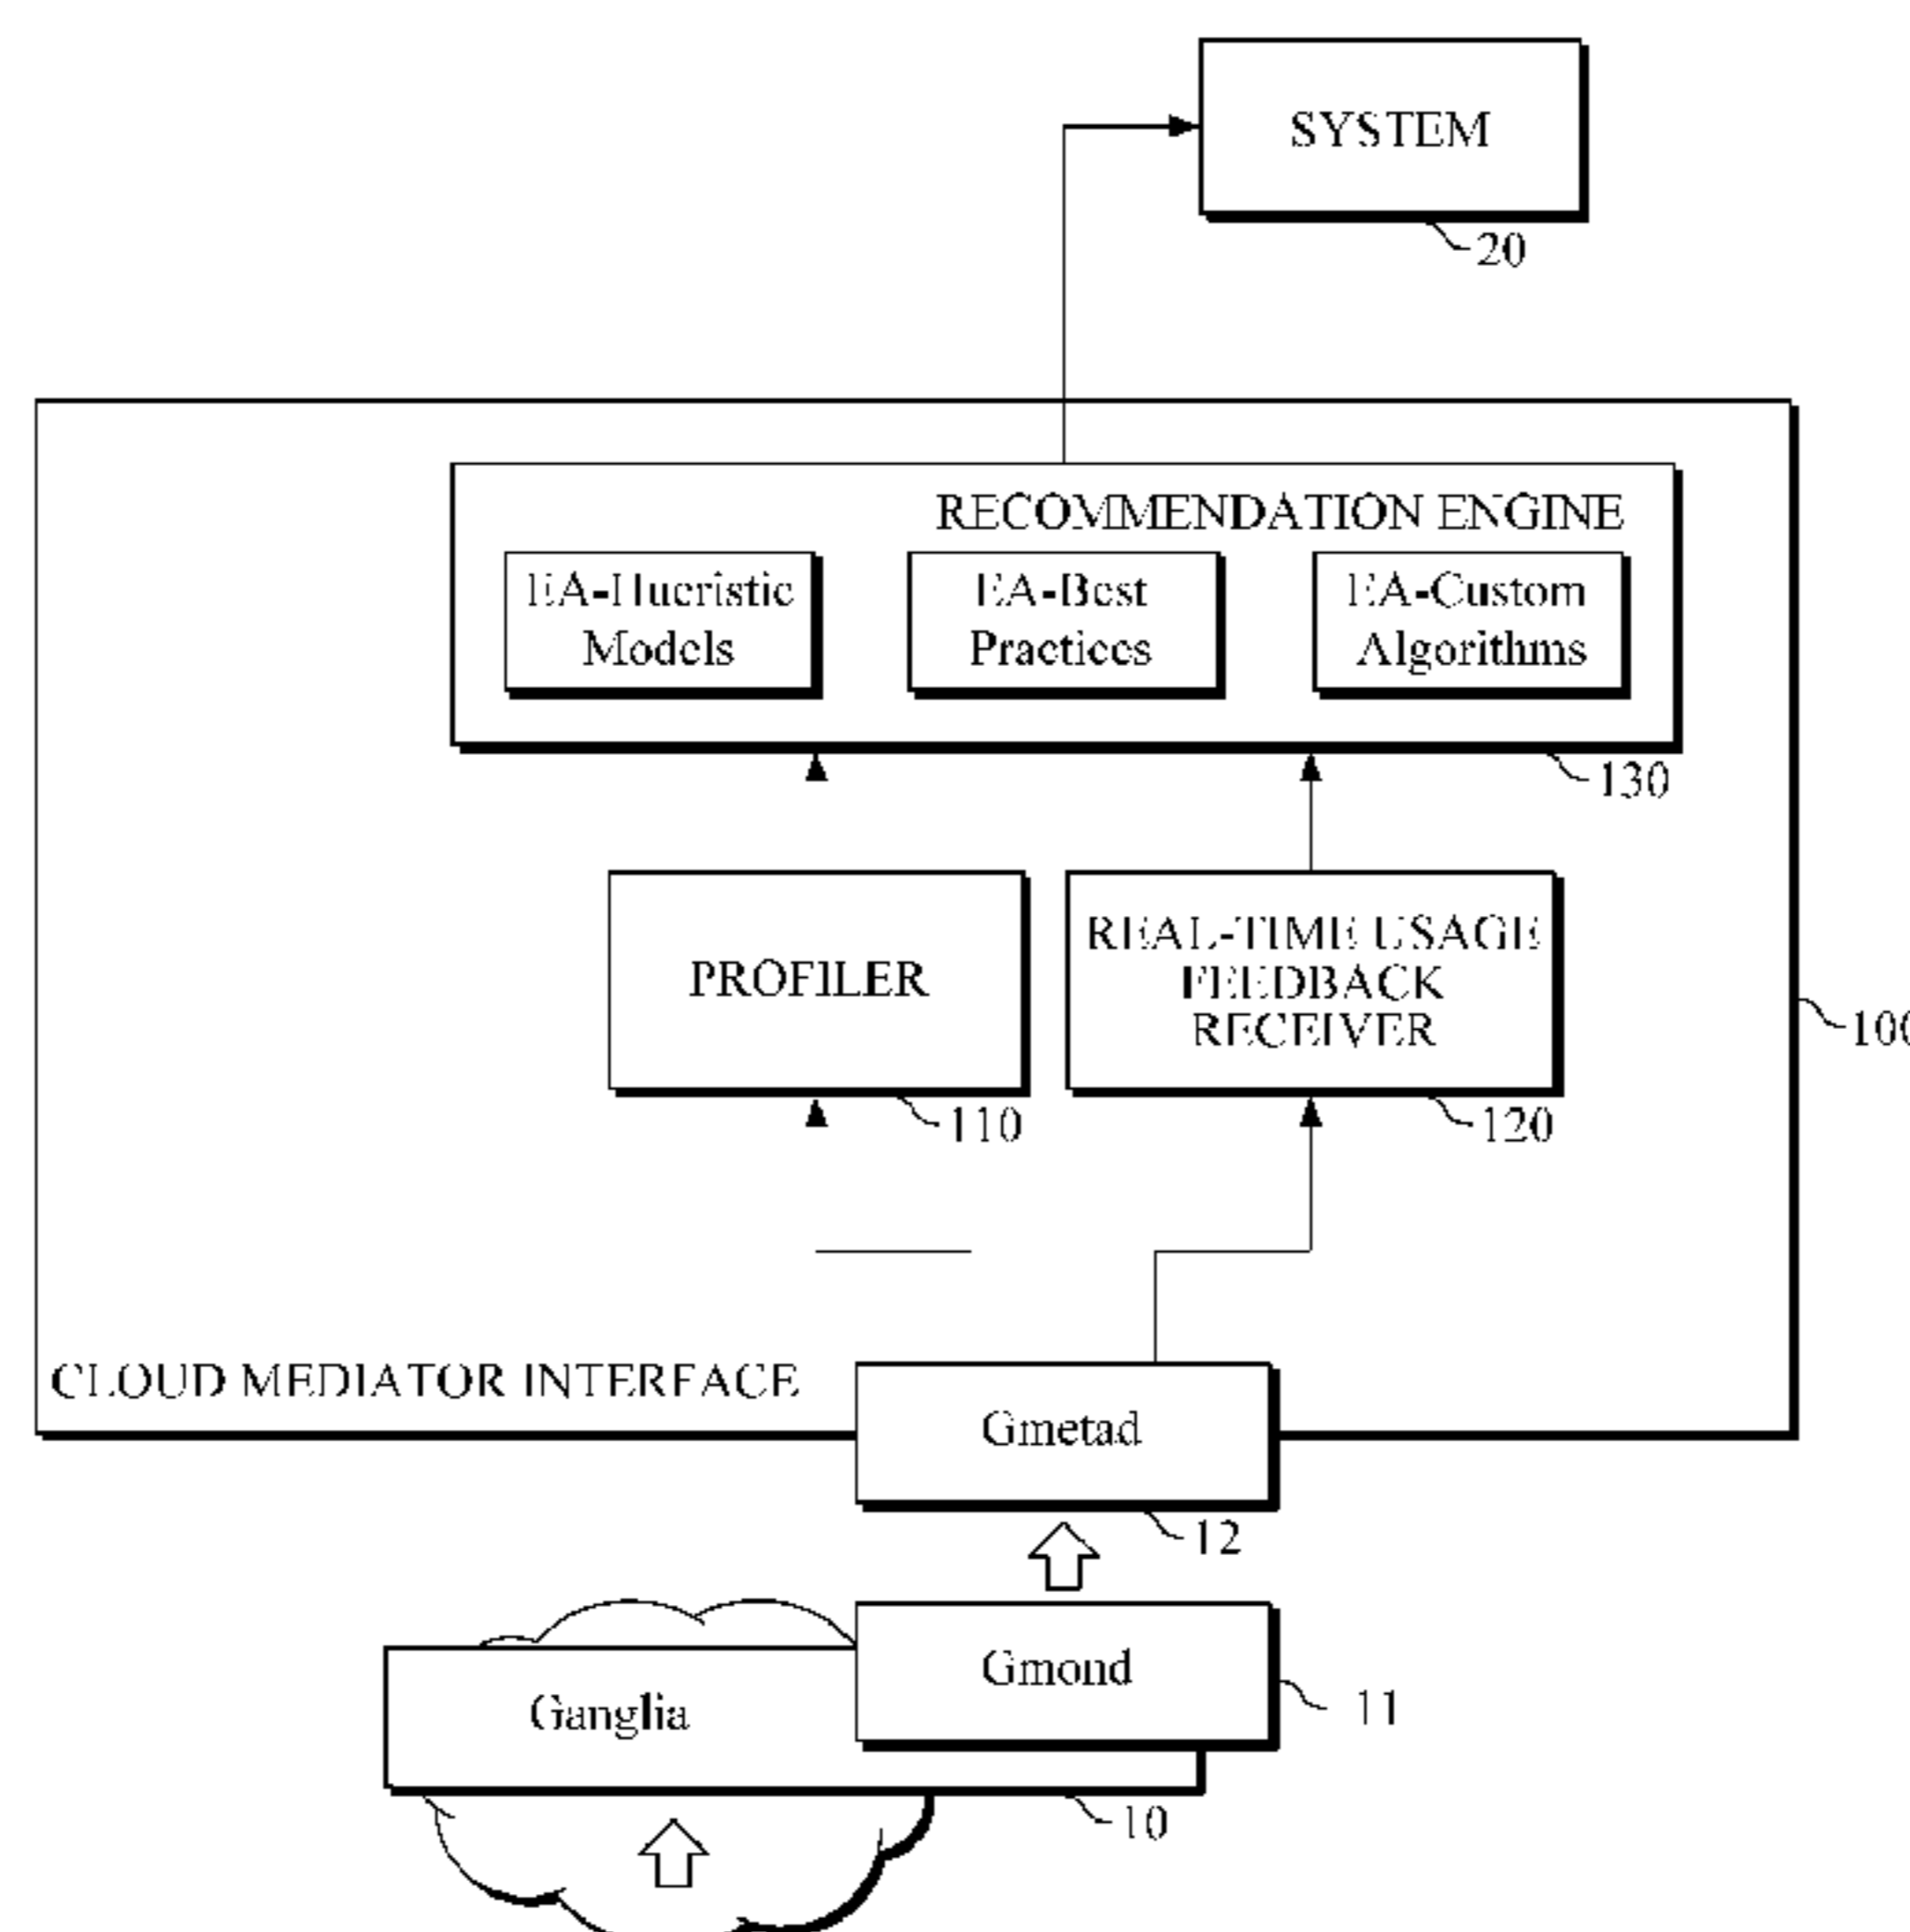 SYSTEM
20
RECOMMENDATION ENGINE
EA-Hueristic
Models
EA-Best
Practices
EA-Custom
Algorithms
130
PROFILER
REAL-TIME USAGE
FEEDBACK
RECEIVER
100
110
120
CLOUD MEDIATOR INTERFACE
Gmetad
12
Gmond
Ganglia
11
10